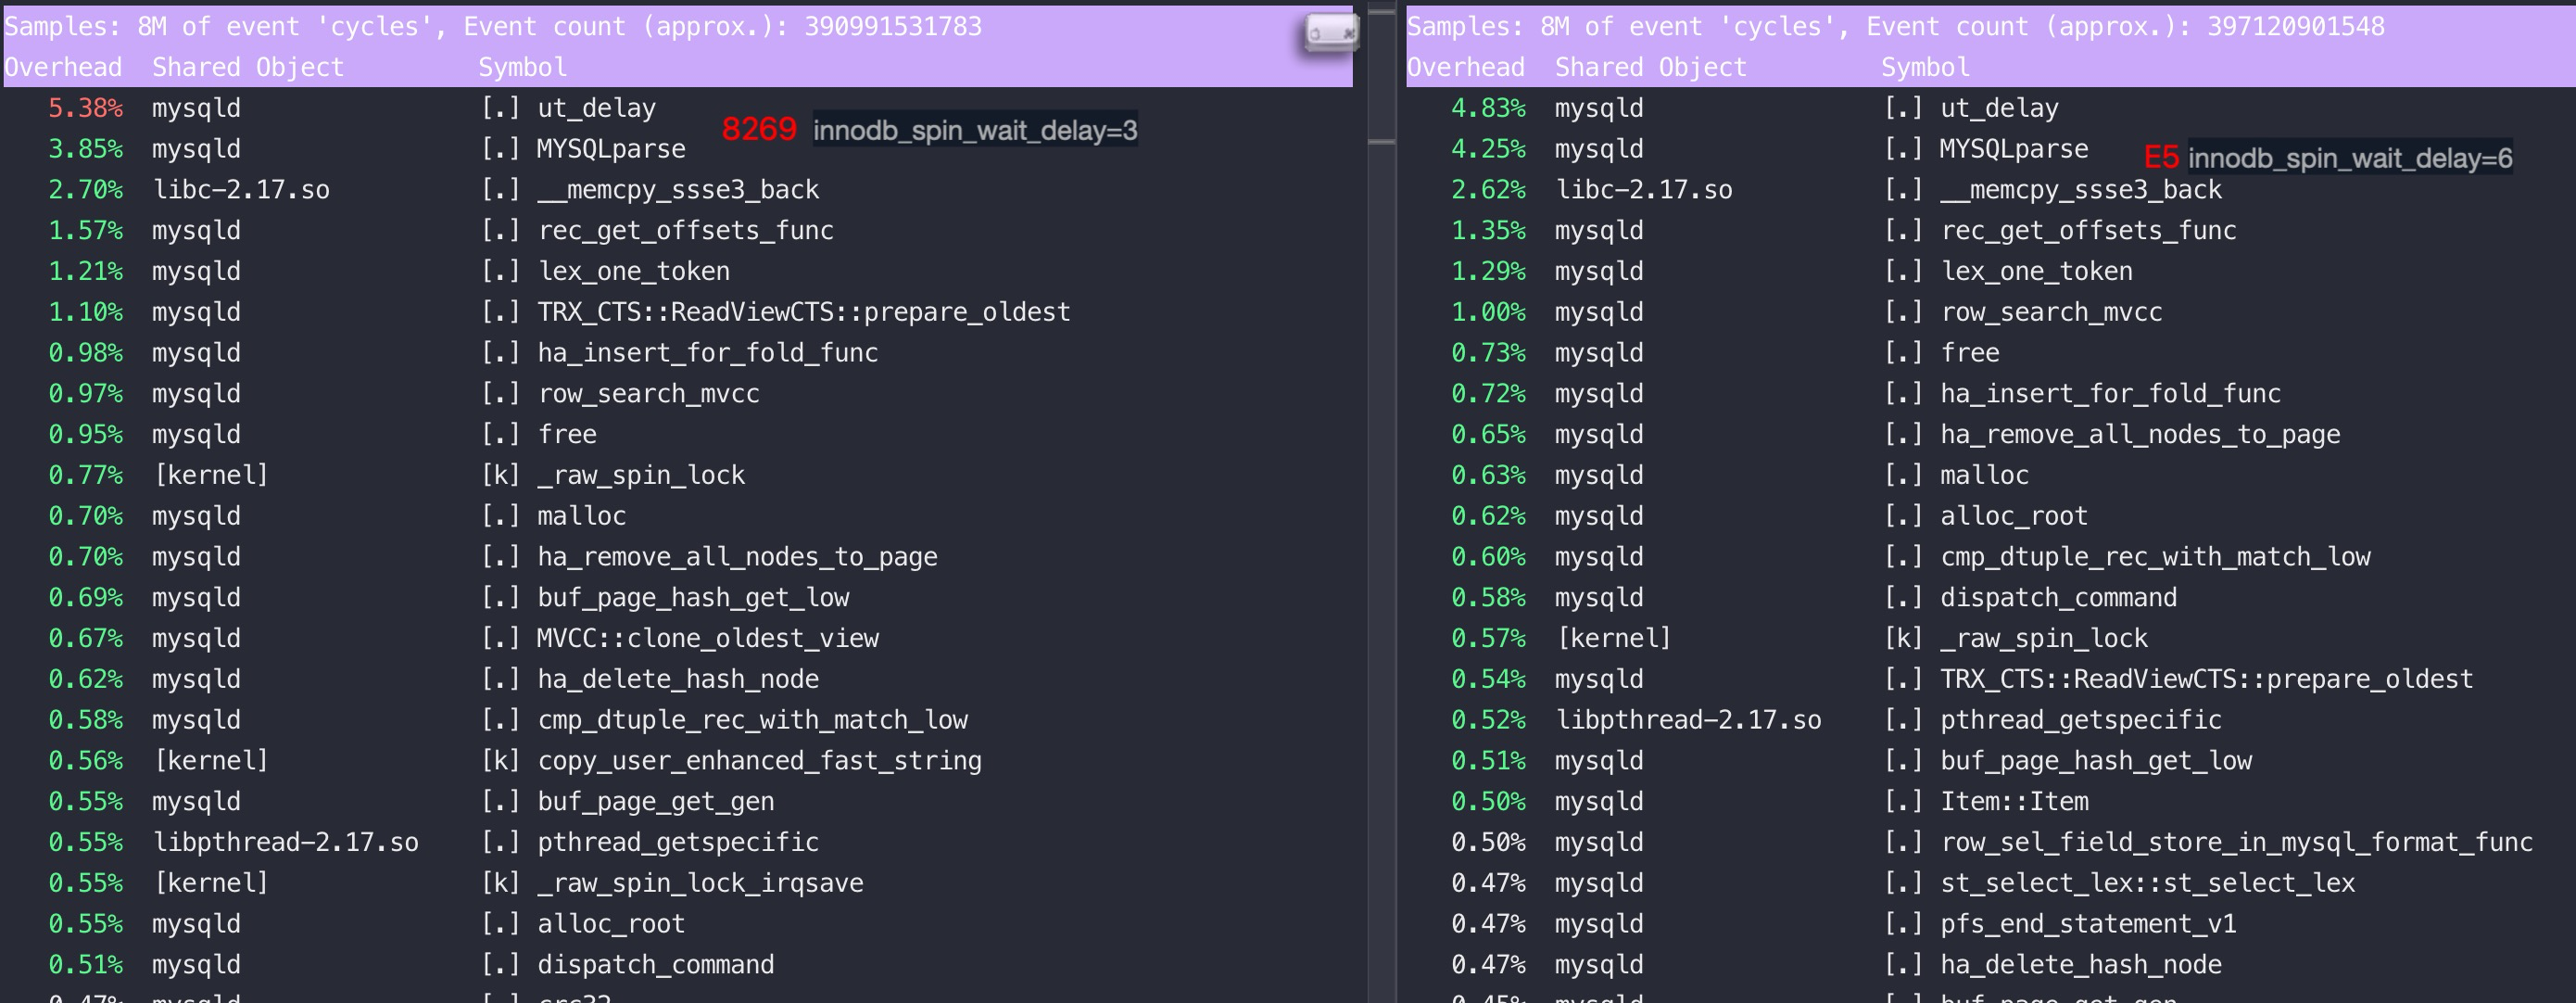 Samples: 8M of event 'cycles', Event count (approx.): 390991531783
Overhead  Shared Object         Symbol
5.38%  mysqld                [.] ut_delay
8269 innodb_spin_wait_delay=3
3.85%  mysqld                [.] MYSQLparse
2.70%  libc-2.17.so          [.] __memcpy_ssse3_back
1.57%  mysqld                [.] rec_get_offsets_func
1.21%  mysqld                [.] lex_one_token
1.10%  mysqld                [.] TRX_CTS::ReadViewCTS::prepare_oldest
0.98%  mysqld                [.] ha_insert_for_fold_func
0.97%  mysqld                [.] row_search_mvcc
0.95%  mysqld                [.] free
0.77%  [kernel]              [k] _raw_spin_lock
0.70%  mysqld                [.] malloc
0.70%  mysqld                [.] ha_remove_all_nodes_to_page
0.69%  mysqld                [.] buf_page_hash_get_low
0.67%  mysqld                [.] MVCC::clone_oldest_view
0.62%  mysqld                [.] ha_delete_hash_node
0.58%  mysqld                [.] cmp_dtuple_rec_with_match_low
0.56%  [kernel]              [k] copy_user_enhanced_fast_string
0.55%  mysqld                [.] buf_page_get_gen
0.55%  libpthread-2.17.so    [.] pthread_getspecific
0.55%  [kernel]              [k] _raw_spin_lock_irqsave
0.55%  mysqld                [.] alloc_root
0.51%  mysqld                [.] dispatch_command
Samples: 8M of event 'cycles', Event count (approx.): 397120901548
Overhead  Shared Object         Symbol
4.83%  mysqld                [.] ut_delay
4.25%  mysqld                [.] MYSQLparse
E5 innodb_spin_wait_delay=6
2.62%  libc-2.17.so          [.] __memcpy_ssse3_back
1.35%  mysqld                [.] rec_get_offsets_func
1.29%  mysqld                [.] lex_one_token
1.00%  mysqld                [.] row_search_mvcc
0.73%  mysqld                [.] free
0.72%  mysqld                [.] ha_insert_for_fold_func
0.65%  mysqld                [.] ha_remove_all_nodes_to_page
0.63%  mysqld                [.] malloc
0.62%  mysqld                [.] alloc_root
0.60%  mysqld                [.] cmp_dtuple_rec_with_match_low
0.58%  mysqld                [.] dispatch_command
0.57%  [kernel]              [k] _raw_spin_lock
0.54%  mysqld                [.] TRX_CTS::ReadViewCTS::prepare_oldest
0.52%  libpthread-2.17.so    [.] pthread_getspecific
0.51%  mysqld                [.] buf_page_hash_get_low
0.50%  mysqld                [.] Item::Item
0.50%  mysqld                [.] row_sel_field_store_in_mysql_format_func
0.47%  mysqld                [.] st_select_lex::st_select_lex
0.47%  mysqld                [.] pfs_end_statement_v1
0.47%  mysqld                [.] ha_delete_hash_node